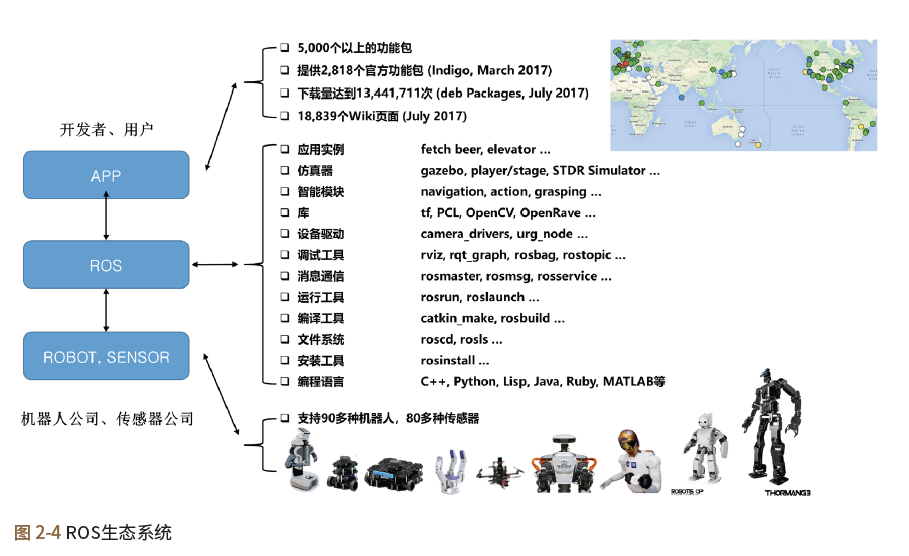 ❑ 5,000个以上的功能包
❑ 提供2,818个官方功能包 (Indigo, March 2017)
❑ 下载量达到13,441,711次 (deb Packages, July 2017)
❑ 18,839个Wiki页面 (July 2017)
开发者、用户
APP
ROS
ROBOT, SENSOR
机器人公司、传感器公司
❑ 应用实例 fetch beer, elevator ...
❑ 仿真器 gazebo, player/stage, STDR Simulator ...
❑ 智能模块 navigation, action, grasping ...
❑ 库 tf, PCL, OpenCV, OpenRave ...
❑ 设备驱动 camera_drivers, urg_node ...
❑ 调试工具 rviz, rqt_graph, rosbag, rostopic ...
❑ 消息通信 rosmaster, rosmsg, rosservice ...
❑ 运行工具 rosrun, roslaunch ...
❑ 编译工具 catkin_make, rosbuild ...
❑ 文件系统 roscd, rosls ...
❑ 安装工具 rosinstall ...
❑ 编程语言 C++, Python, Lisp, Java, Ruby, MATLAB等
❑ 支持90多种机器人，80多种传感器
ROBOTIS OP
THORMANG3
图 2-4 ROS生态系统